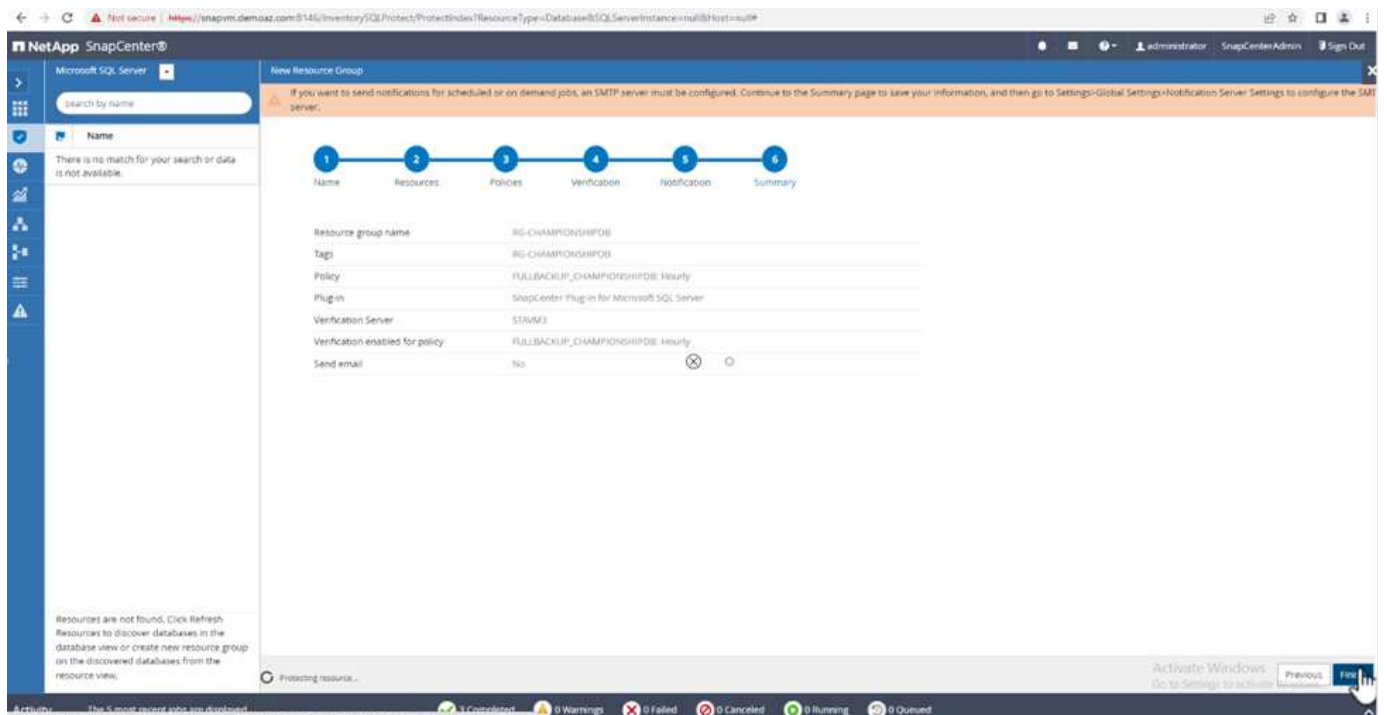 Not secure | https://snapvm.demoaz.com:8146/inventorySQLProtect/ProtectIndex?ResourceType=Database&SQLServerInstance=null&Host=null#
NetApp SnapCenter®
administrator SnapCenterAdmin Sign Out
Microsoft SQL Server
search by name
Name
There is no match for your search or data
is not available.
Resources are not found. Click Refresh
Resources to discover databases in the
database view or create new resource group
on the discovered databases from the
resource view.
New Resource Group
If you want to send notifications for scheduled or on demand jobs, an SMTP server must be configured. Continue to the Summary page to save your information, and then go to Settings>Global Settings>Notification Server Settings to configure the
server.
1 2 3 4 5 6
Name Resources Policies Verification Notification Summary
Resource group name RG-CHAMPIONSHIPDB
Tags RG-CHAMPIONSHIPDB
Policy FULLBACKUP_CHAMPIONSHIPDB: Hourly
Plug-in SnapCenter Plug-in for Microsoft SQL Server
Verification Server STAVM3
Verification enabled for policy FULLBACKUP_CHAMPIONSHIPDB: Hourly
Send email No
Protecting resource...
Activate Windows
Go to Settings to activate
Previous
Activity The 5 most recent jobs are displayed 3 Completed 0 Warnings 0 Failed 0 Canceled 0 Running 0 Queued